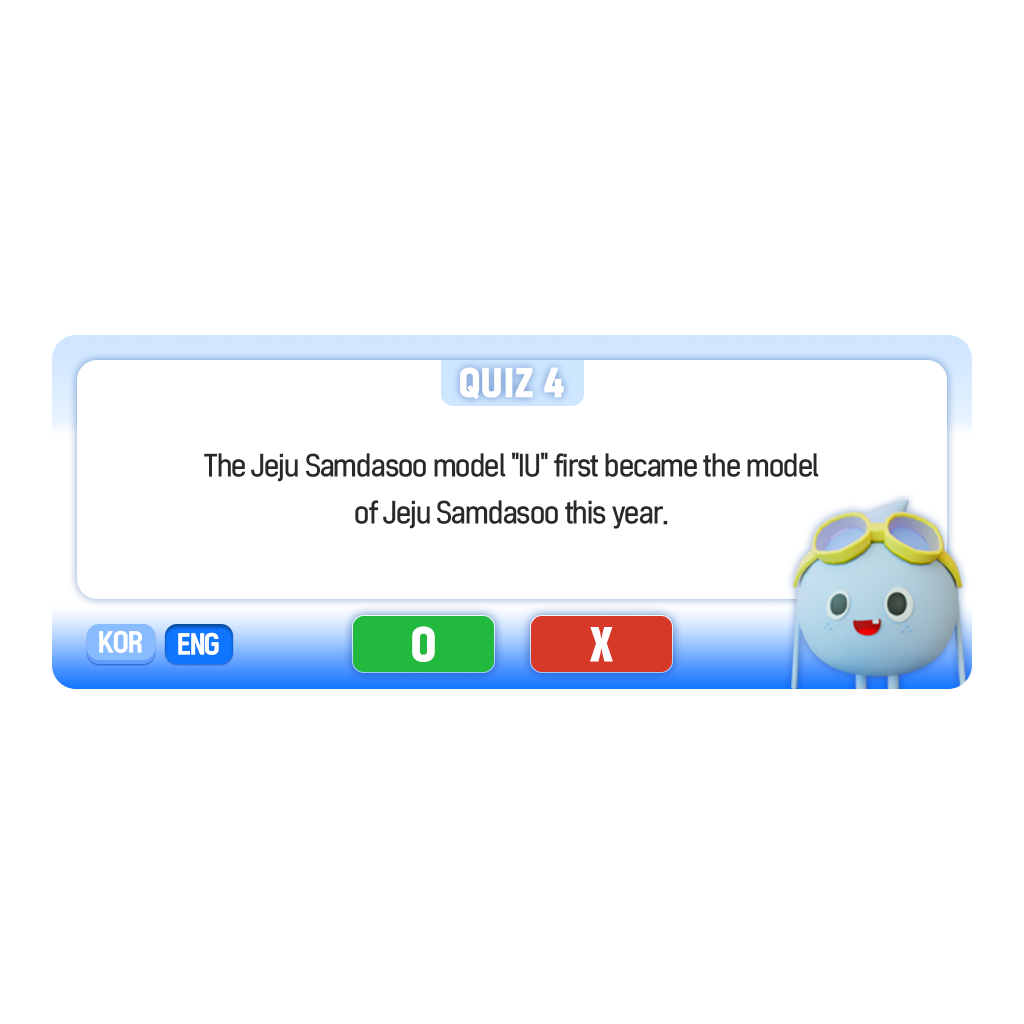 QUIZ 4
The Jeju Samdasoo model "IU" first became the model
of Jeju Samdasoo this year.
KOR ENG O X